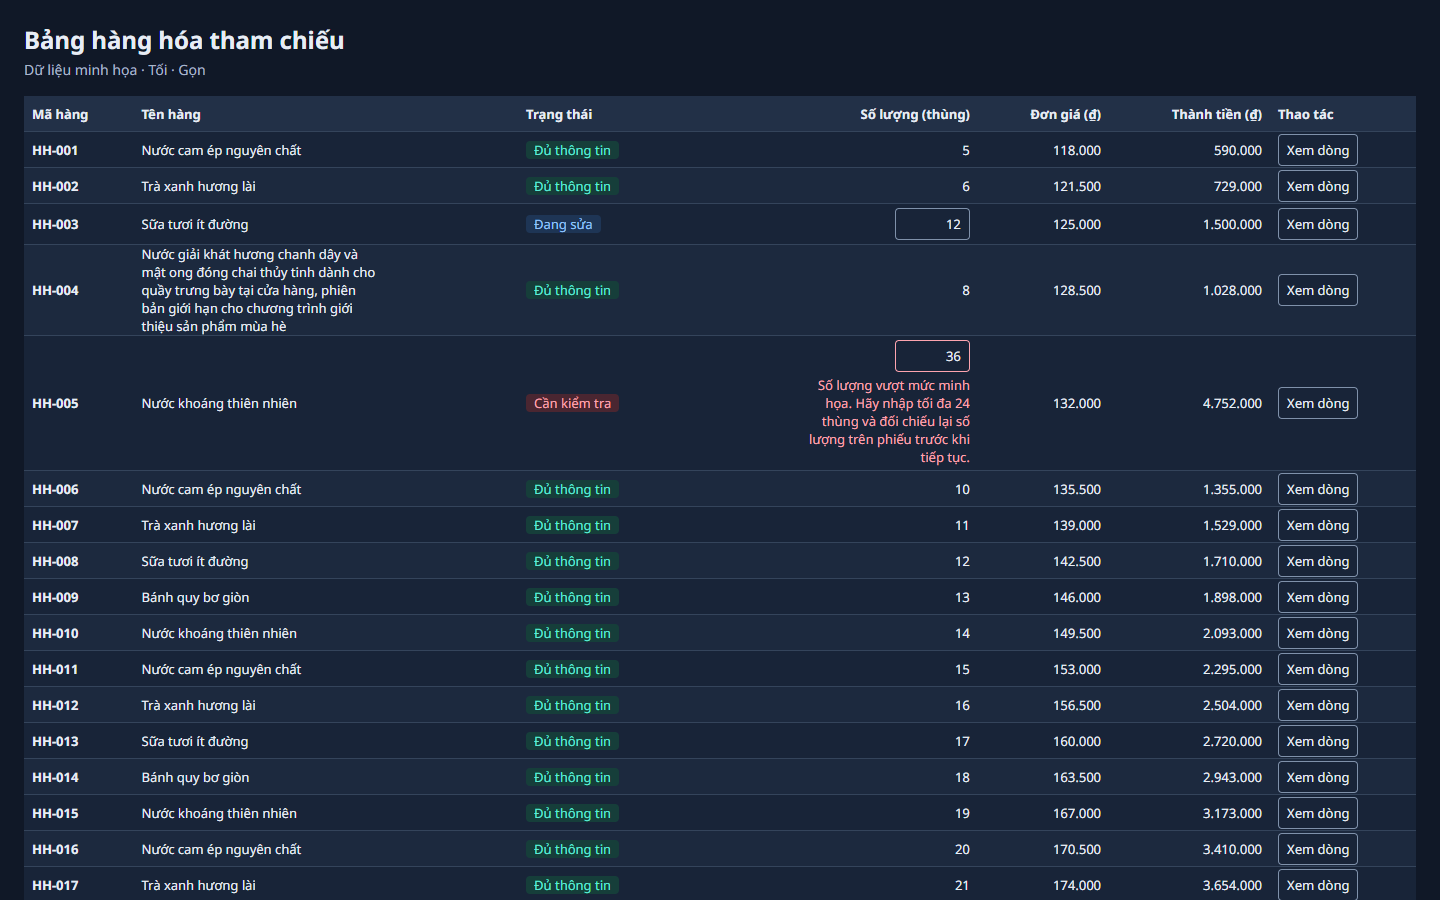 Bảng hàng hóa tham chiếu
Dữ liệu minh họa · Tối · Gọn
Mã hàng Tên hàng Trạng thái Số lượng (thùng) Đơn giá (₫) Thành tiền (₫) Thao tác
HH-001 Nước cam ép nguyên chất Đủ thông tin 5 118.000 590.000 Xem dòng
HH-002 Trà xanh hương lài Đủ thông tin 6 121.500 729.000 Xem dòng
HH-003 Sữa tươi ít đường Đang sửa 12 125.000 1.500.000 Xem dòng
HH-004 Nước giải khát hương chanh dây và
mật ong đóng chai thủy tinh dành cho
quầy trưng bày tại cửa hàng, phiên
bản giới hạn cho chương trình giới
thiệu sản phẩm mùa hè
Đủ thông tin 8 128.500 1.028.000 Xem dòng
HH-005 Nước khoáng thiên nhiên Cần kiểm tra 36
Số lượng vượt mức minh
họa. Hãy nhập tối đa 24
thùng và đối chiếu lại số
lượng trên phiếu trước khi
tiếp tục.
132.000 4.752.000 Xem dòng
HH-006 Nước cam ép nguyên chất Đủ thông tin 10 135.500 1.355.000 Xem dòng
HH-007 Trà xanh hương lài Đủ thông tin 11 139.000 1.529.000 Xem dòng
HH-008 Sữa tươi ít đường Đủ thông tin 12 142.500 1.710.000 Xem dòng
HH-009 Bánh quy bơ giòn Đủ thông tin 13 146.000 1.898.000 Xem dòng
HH-010 Nước khoáng thiên nhiên Đủ thông tin 14 149.500 2.093.000 Xem dòng
HH-011 Nước cam ép nguyên chất Đủ thông tin 15 153.000 2.295.000 Xem dòng
HH-012 Trà xanh hương lài Đủ thông tin 16 156.500 2.504.000 Xem dòng
HH-013 Sữa tươi ít đường Đủ thông tin 17 160.000 2.720.000 Xem dòng
HH-014 Bánh quy bơ giòn Đủ thông tin 18 163.500 2.943.000 Xem dòng
HH-015 Nước khoáng thiên nhiên Đủ thông tin 19 167.000 3.173.000 Xem dòng
HH-016 Nước cam ép nguyên chất Đủ thông tin 20 170.500 3.410.000 Xem dòng
HH-017 Trà xanh hương lài Đủ thông tin 21 174.000 3.654.000 Xem dòng